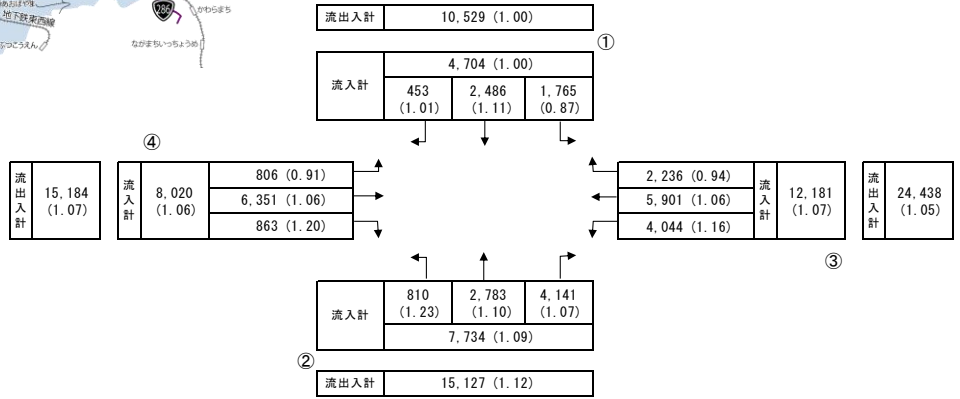 地下鉄東西線
286
かわらまち
ながまちいっちょうめ
流出入計 10,529 (1.00)
①
流入計
4,704 (1.00)
453 2,486 1,765
(1.01) (1.11) (0.87)
④
流出入計
15,184
(1.07)
流入計
8,020
(1.06)
806 (0.91)
6,351 (1.06)
863 (1.20)
2,236 (0.94)
5,901 (1.06)
4,044 (1.16)
流入計
12,181
(1.07)
流出入計
24,438
(1.05)
③
流入計
810 2,783 4,141
(1.23) (1.10) (1.07)
7,734 (1.09)
②
流出入計 15,127 (1.12)